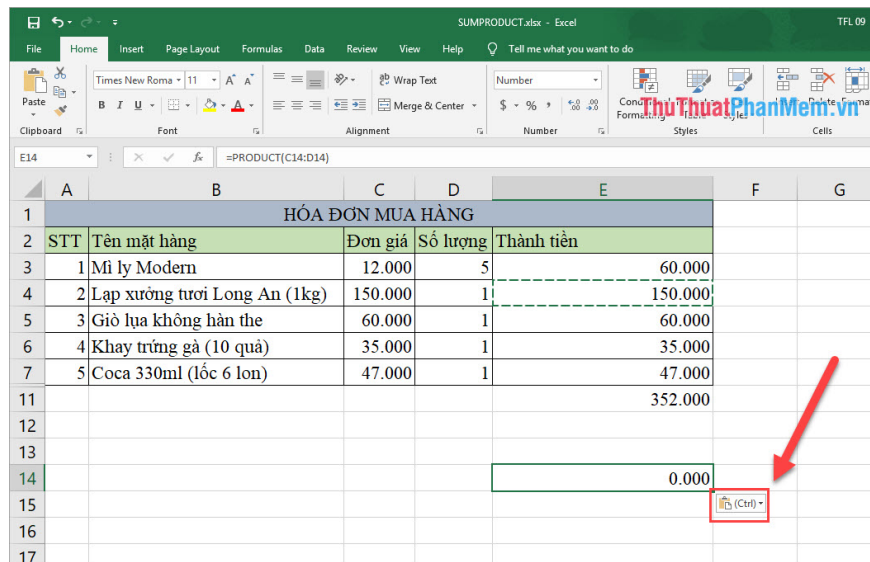 SUMPRODUCT.xlsx - Excel
TFL 09
File Home Insert Page Layout Formulas Data Review View Help Tell me what you want to do
Paste
Times New Roma 11
Wrap Text
Merge & Center
Number
Formatting
ThuThuatPhanMem.vn
Clipboard Font Alignment Number Styles Cells
E14 fx =PRODUCT(C14:D14)
A B C D E F G
1 HÓA ĐƠN MUA HÀNG
2 STT Tên mặt hàng Đơn giá Số lượng Thành tiền
3 1 Mì ly Modern 12.000 5 60.000
4 2 Lạp xưởng tươi Long An (1kg) 150.000 1 150.000
5 3 Giò lụa không hàn the 60.000 1 60.000
6 4 Khay trứng gà (10 quả) 35.000 1 35.000
7 5 Coca 330ml (lốc 6 lon) 47.000 1 47.000
11 352.000
12
13
14 0.000
15 (Ctrl)
16
17